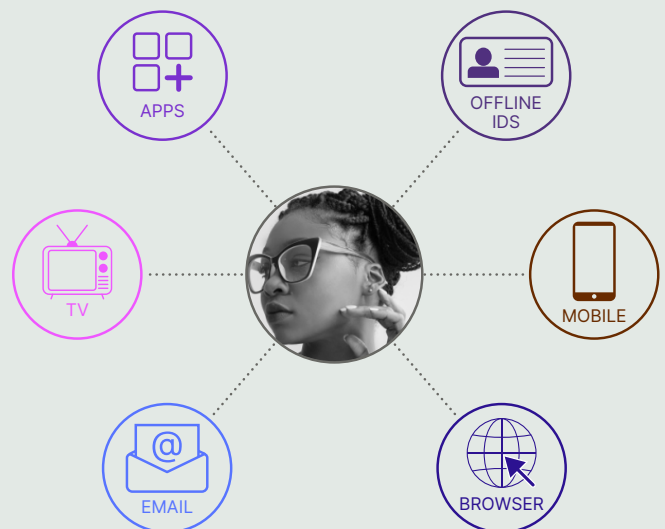 APPS
OFFLINE
IDS
TV
MOBILE
@
EMAIL
BROWSER